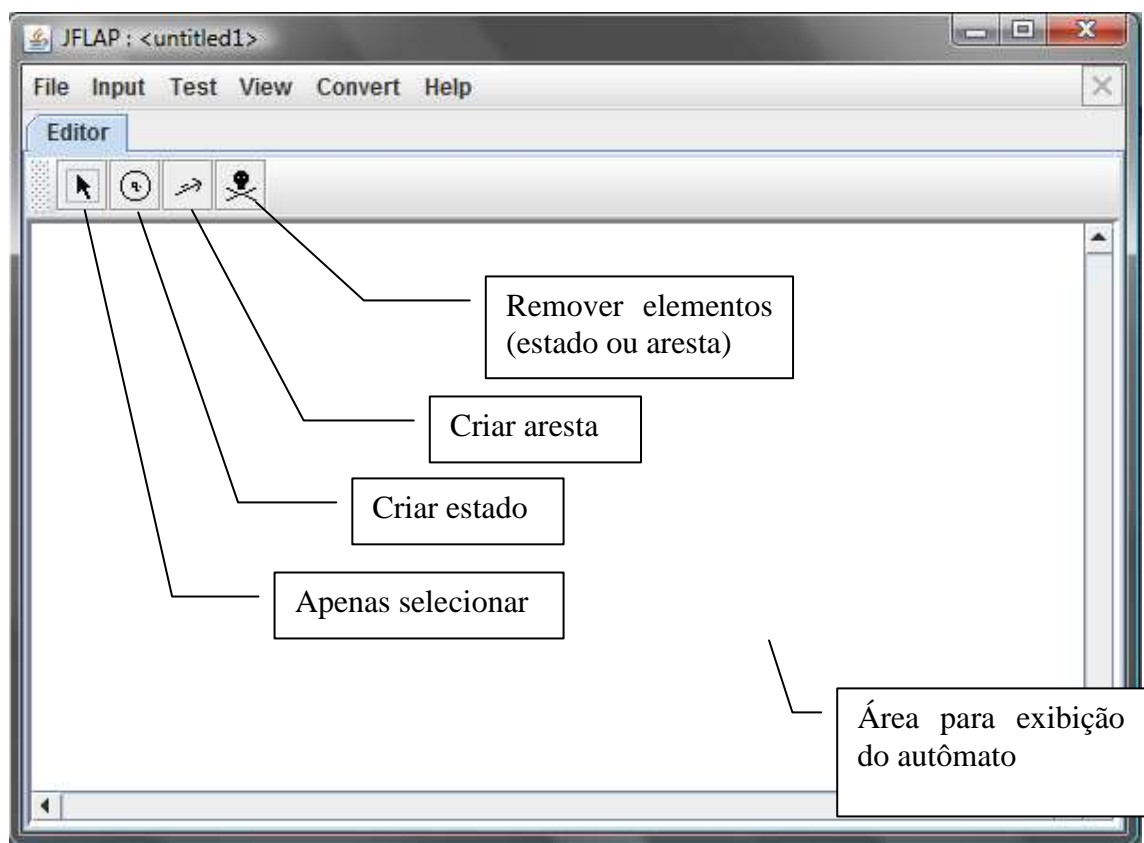 JFLAP : <untitled1>
File Input Test View Convert Help
Editor
q.
Remover elementos
(estado ou aresta)
Criar aresta
Criar estado
Apenas selecionar
Área para exibição
do autômato